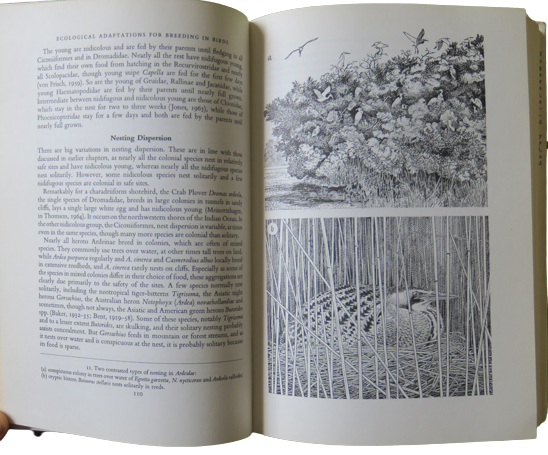 ECOLOGICAL ADAPTATIONS FOR BREEDING IN BIRDS
The young are nidicolous and are fed by their parents until fledging in all
Ciconiiformes and in Dromadidae. Nearly all the rest have nidifugous young,
which find their own food from hatching in the Recurvirostridae and nearly
all Scolopacidae, though young snipe Capella are fed for the first few days
(von Frisch, 1959). So are the young of Gruidae, Rallinae and Jacanidae, while
young Haematopodidae are fed by their parents until nearly full grown.
Intermediate between nidifugous and nidicolous young are those of
which stay in the nest for two to three weeks (Jones, 1963), while those of
Phoenicopteridae stay for a few days and both are fed by the parents until
nearly full grown.
Nesting Dispersion
There are big variations in nesting dispersion. These are in line with those
discussed in earlier chapters, as nearly all the colonial species nest in relatively
safe sites and have nidicolous young, whereas nearly all the nidifugous species
nest solitarily. However, some nidicolous species nest solitarily and a few
nidifugous species are colonial in safe sites.
Remarkably for a charadriiform shorebird, the Crab Plover Dromas ardeola,
the single species of Dromadidae, breeds in large colonies in tunnels in sandy
cliffs, lays a single large white egg and has nidicolous young (Meinertzhagen,
in Thomson, 1964). It occurs on the northwestern shores of the Indian Ocean. In
the other nidicolous group, the Ciconiiformes, nest dispersion is variable, at times
even in the same species, though many more species are colonial than solitary.
Nearly all herons Ardeinae breed in colonies, which are often of mixed
species. They commonly use trees over water, at other times tall trees on land,
while Ardea purpurea regularly and A. cinerea and Casmerodius albus locally breed
in extensive reedbeds, and A. cinerea rarely nests on cliffs. Especially as some of
the species in mixed colonies differ in their choice of food, these aggregations are
clearly due primarily to the safety of the sites. A few species normally nest
solitarily, including the neotropical tiger-bitterns Tigrisoma, the Asiatic night
herons Gorsachius, the Australian heron Notophoyx (Ardea) novaehollandiae and
sometimes, though not always, the Asiatic and American green herons Butorides
spp. (Baker, 1922-35; Bent, 1919-58). Some of these species, notably Tigrisoma
and to a lesser extent Butorides, are skulking, and their solitary nesting probably
assists concealment. But Gorsachius feeds in mountain or forest streams, and as
it nests over water and is conspicuous at the nest, it is probably solitary because
its food is sparse.
11. Two contrasted types of nesting in Ardeidae:
(a) conspicuous colony in trees over water of Egretta garzetta, N. nycticorax and Ardeola ralloides,
(b) cryptic bittern Botaurus stellaris nests solitarily in reeds.
110
a
b